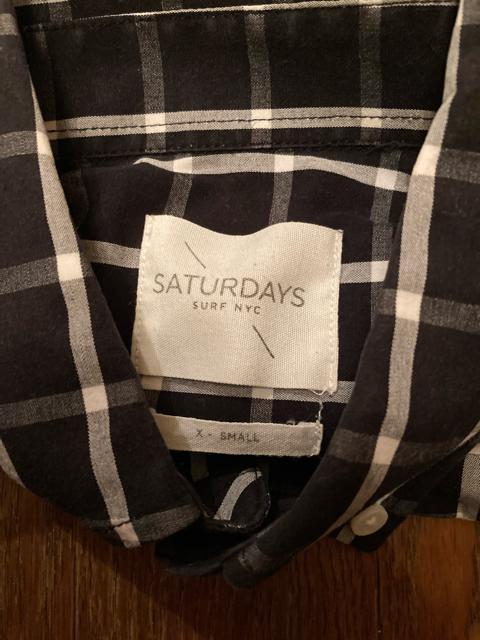 SATURDAYS
SURF NYC
X - SMALL